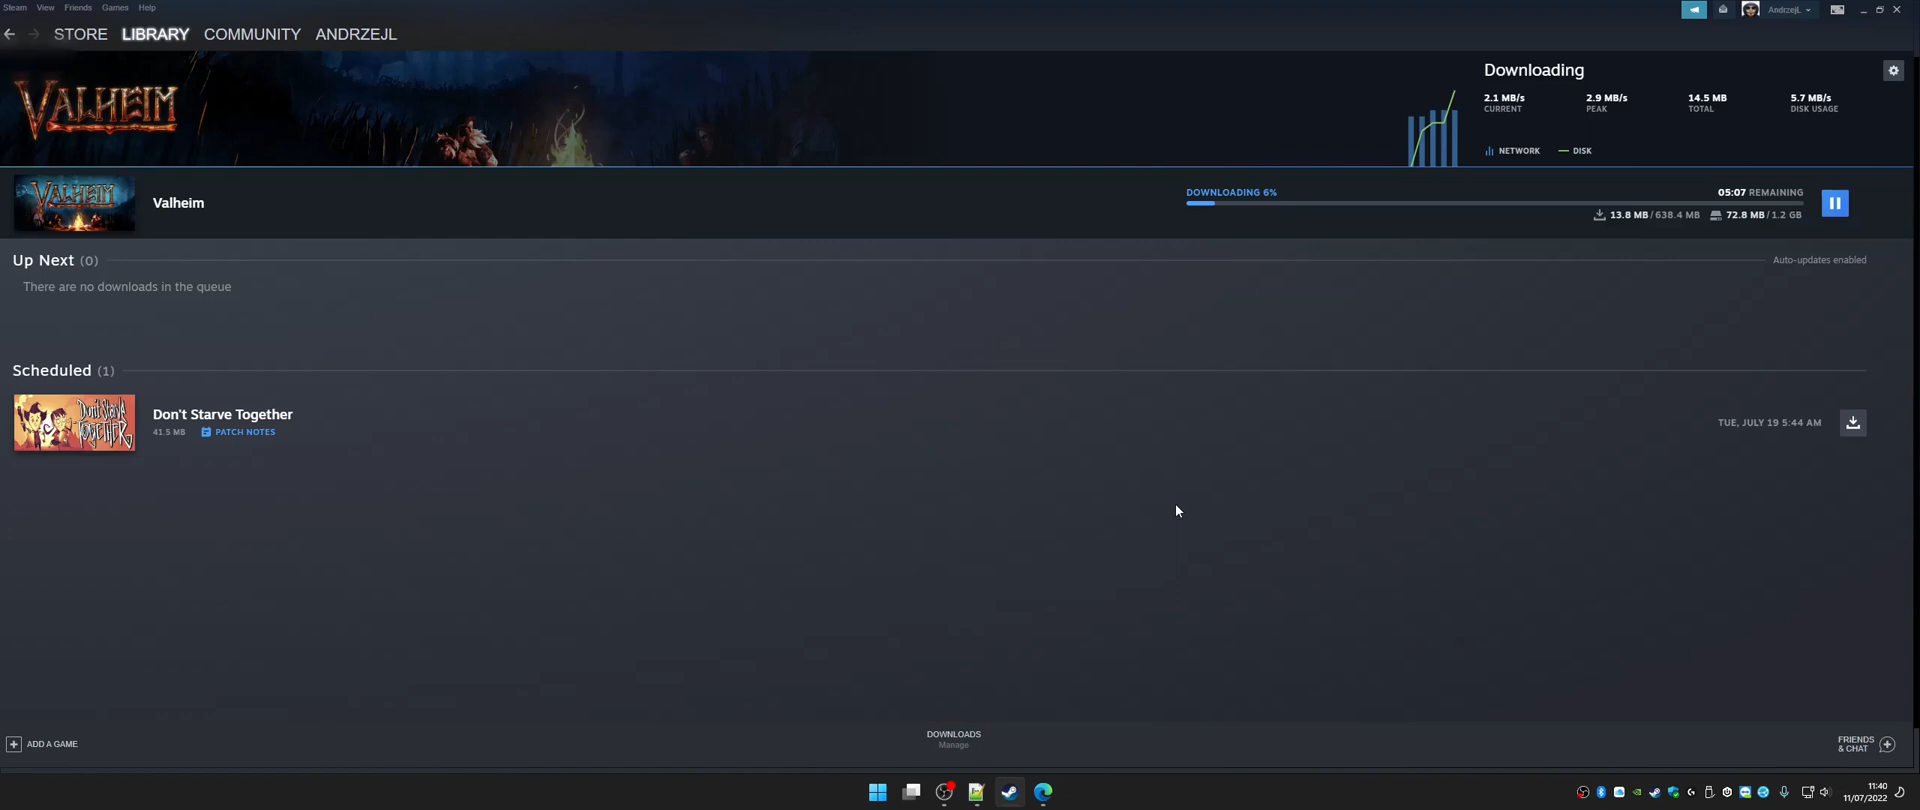 Steam View Friends Games Help
AndrzejL
STORE LIBRARY COMMUNITY ANDRZEJL
VALHEIM
Downloading
2.1 MB/s 2.9 MB/s 14.5 MB 5.7 MB/s
CURRENT PEAK TOTAL DISK USAGE
NETWORK DISK
VALHEIM
Valheim
DOWNLOADING 6%
05:07 REMAINING
13.8 MB / 638.4 MB 72.8 MB / 1.2 GB
Up Next (0)
Auto-updates enabled
There are no downloads in the queue
Scheduled (1)
Don't Starve Together
Don't Starve Together
41.5 MB PATCH NOTES
TUE, JULY 19 5:44 AM
ADD A GAME
DOWNLOADS
Manage
FRIENDS
& CHAT
11:40
11/07/2022